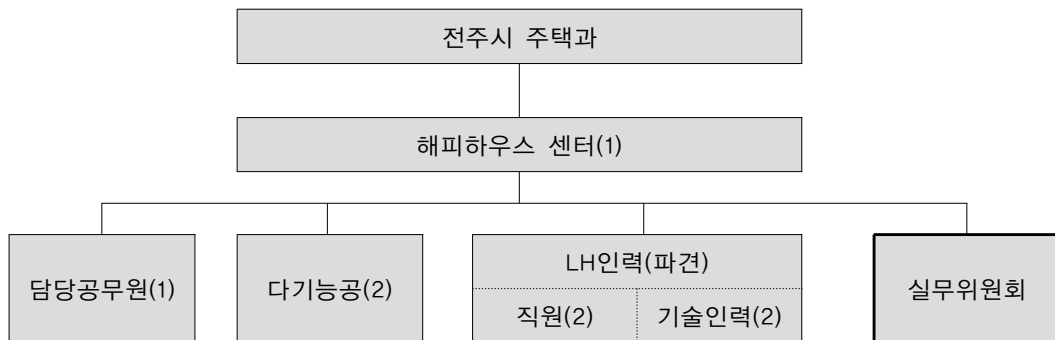 전주시 주택과
해피하우스 센터(1)
담당공무원(1)
다기능공(2)
LH인력(파견)
직원(2)
기술인력(2)
실무위원회